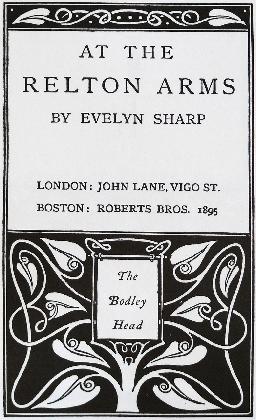 AT THE
RELTON ARMS
BY EVELYN SHARP
LONDON: JOHN LANE, VIGO ST.
BOSTON: ROBERTS BROS. 1895
The
Bodley
Head